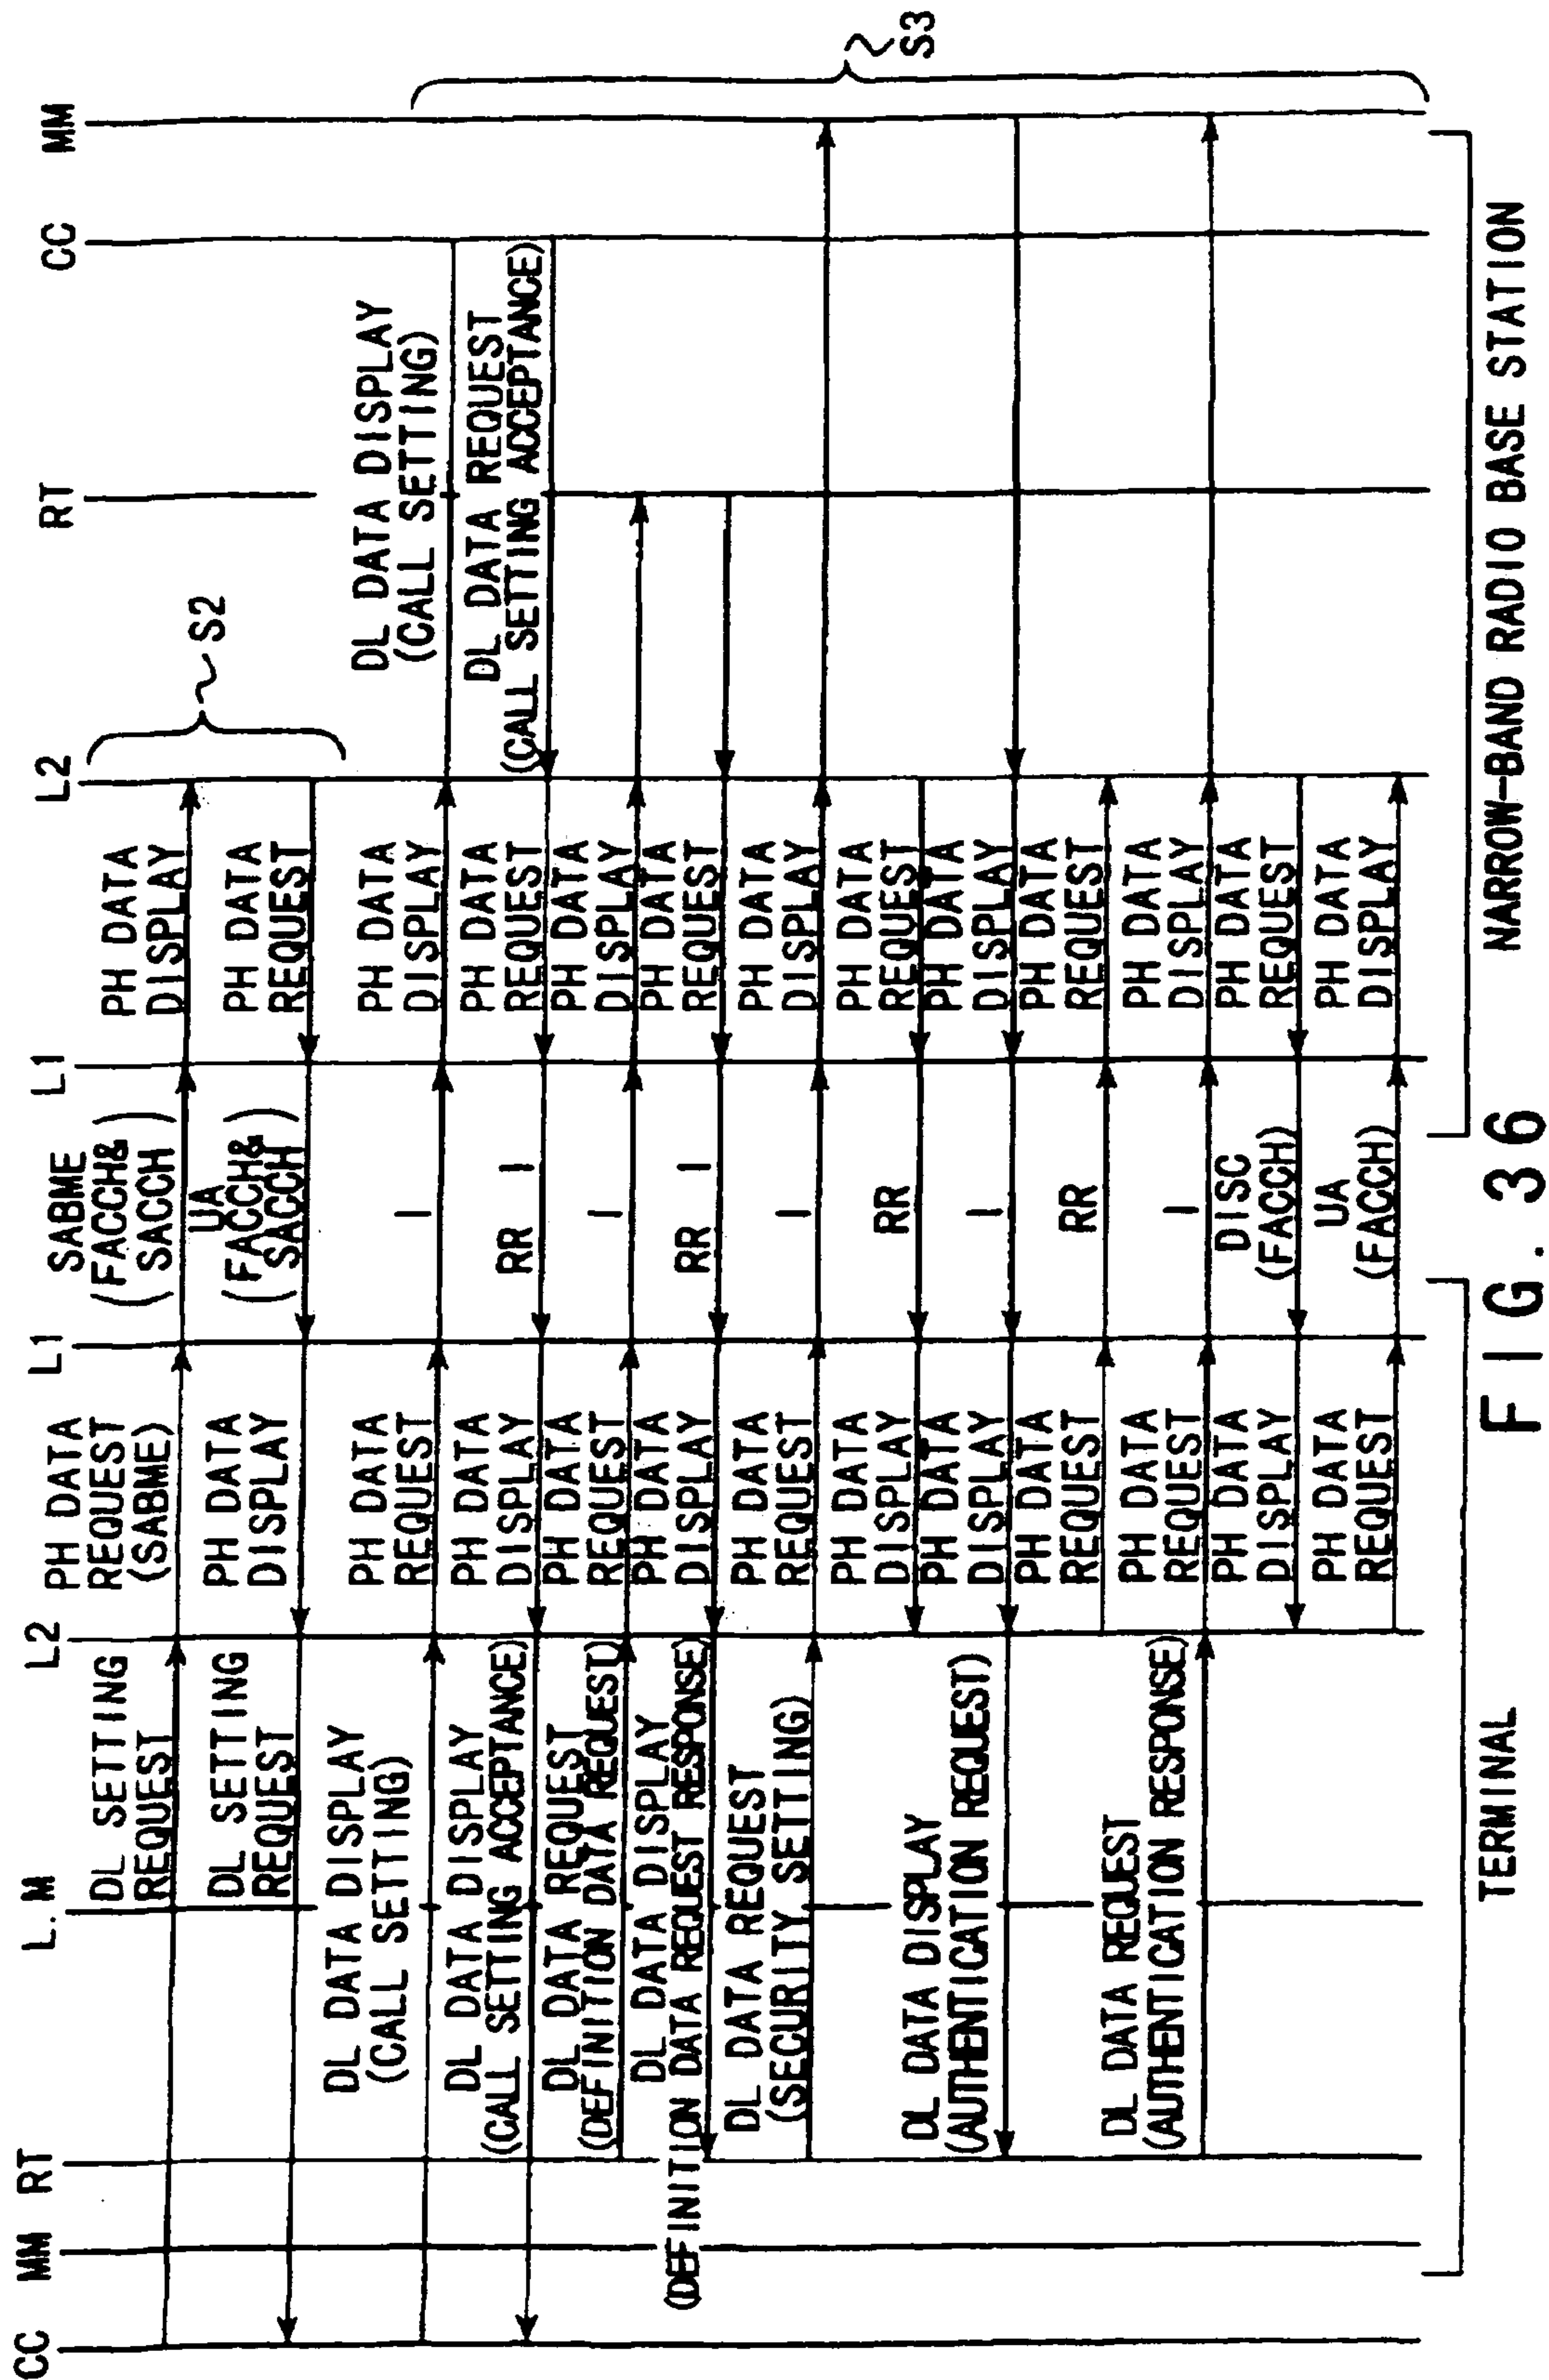 CC
MM
RT
L.M
L2
L1
L1
L2
RT
CC
MM
DL SETTING
REQUEST
PH DATA
REQUEST
(SABME)
SABME
(FACCH&
SACCH)
PH DATA
DISPLAY
S2
DL SETTING
REQUEST
PH DATA
DISPLAY
UA
(FACCH&
SACCH)
PH DATA
REQUEST
DL DATA DISPLAY
(CALL SETTING)
PH DATA
REQUEST
I
PH DATA
DISPLAY
DL DATA DISPLAY
(CALL SETTING)
DL DATA DISPLAY
(CALL SETTING ACCEPTANCE)
PH DATA
DISPLAY
RR I
PH DATA
REQUEST
DL DATA REQUEST
(CALL SETTING ACCEPTANCE)
DL DATA REQUEST
(DEFINITION DATA REQUEST)
PH DATA
REQUEST
I
PH DATA
DISPLAY
DL DATA DISPLAY
(DEFINITION DATA REQUEST RESPONSE)
PH DATA
DISPLAY
RR I
PH DATA
REQUEST
DL DATA REQUEST
(SECURITY SETTING)
PH DATA
REQUEST
I
PH DATA
DISPLAY
PH DATA
DISPLAY
RR
PH DATA
REQUEST
DL DATA DISPLAY
(AUTHENTICATION REQUEST)
PH DATA
DISPLAY
I
PH DATA
DISPLAY
PH DATA
REQUEST
RR
PH DATA
REQUEST
DL DATA REQUEST
(AUTHENTICATION RESPONSE)
PH DATA
REQUEST
I
PH DATA
DISPLAY
PH DATA
DISPLAY
DISC
(FACCH)
PH DATA
REQUEST
PH DATA
REQUEST
UA
(FACCH)
PH DATA
DISPLAY
S3
TERMINAL
NARROW-BAND RADIO BASE STATION
FIG. 36